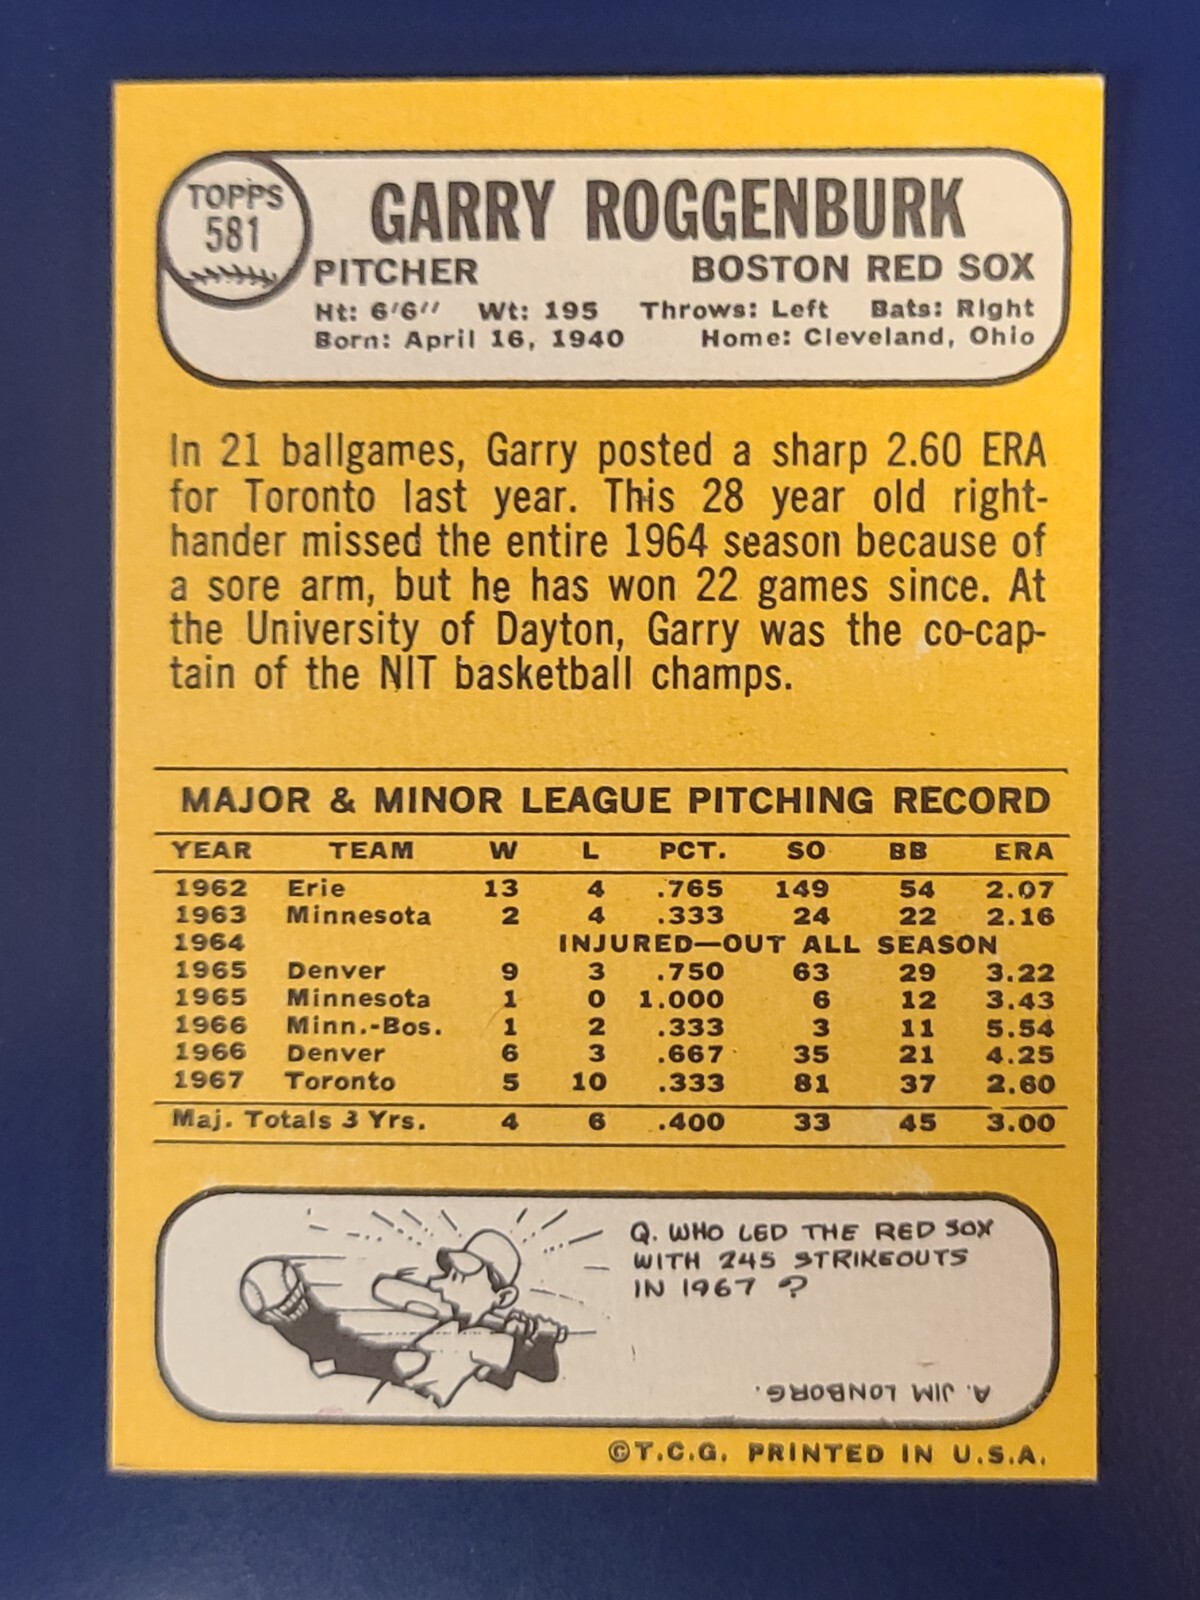 TOPPS
581
GARRY ROGGENBURK
PITCHER BOSTON RED SOX
Ht: 6'6" Wt: 195 Throws: Left Bats: Right
Born: April 16, 1940 Home: Cleveland, Ohio
In 21 ballgames, Garry posted a sharp 2.60 ERA
for Toronto last year. This 28 year old right-
hander missed the entire 1964 season because of
a sore arm, but he has won 22 games since. At
the University of Dayton, Garry was the co-cap-
tain of the NIT basketball champs.
MAJOR & MINOR LEAGUE PITCHING RECORD
YEAR TEAM W L PCT. SO BB ERA
1962 Erie 13 4 .765 149 54 2.07
1963 Minnesota 2 4 .333 24 22 2.16
1964 INJURED—OUT ALL SEASON
1965 Denver 9 3 .750 63 29 3.22
1965 Minnesota 1 0 1.000 6 12 3.43
1966 Minn.-Bos. 1 2 .333 3 11 5.54
1966 Denver 6 3 .667 35 21 4.25
1967 Toronto 5 10 .333 81 37 2.60
Maj. Totals 3 Yrs. 4 6 .400 33 45 3.00
Q. WHO LED THE RED SOX
WITH 245 STRIKEOUTS
IN 1967 ?
A. JIM LONBORG.
©T.C.G. PRINTED IN U.S.A.